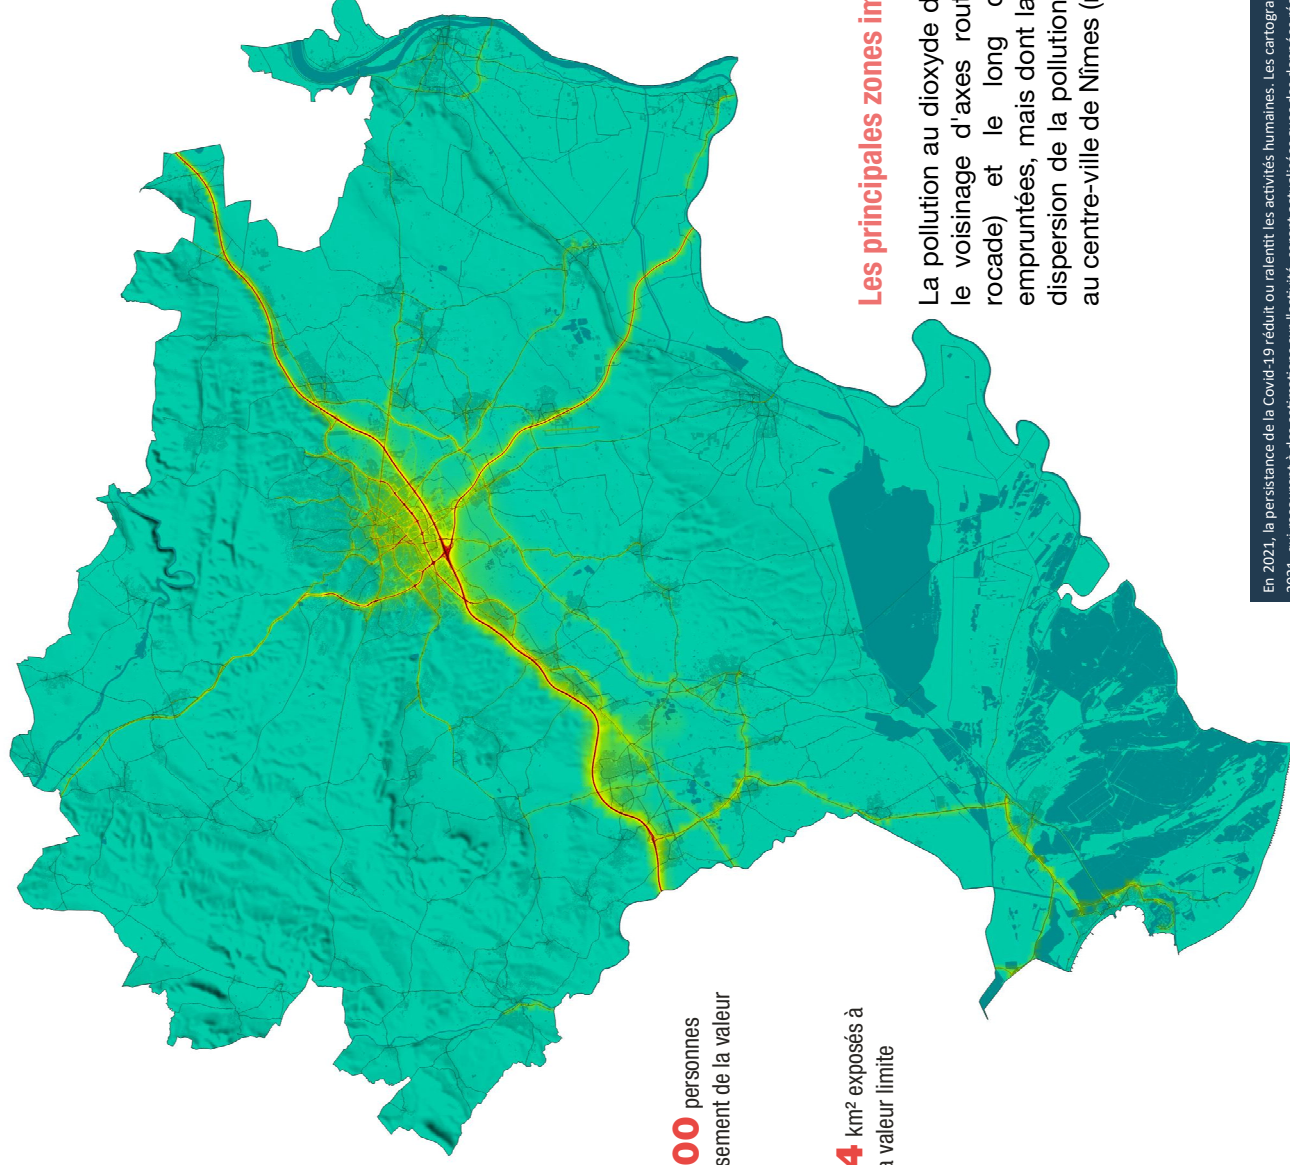 Les principales zones im
La pollution au dioxyde d
le voisinage d'axes rout
rocade) et le long d
empruntées, mais dont la
dispersion de la pollution
au centre-ville de Nîmes (
00 personnes
sement de la valeur
4 km² exposés à
a valeur limite
En 2021, la persistance de la Covid-19 réduit ou ralentit les activités humaines. Les cartogra